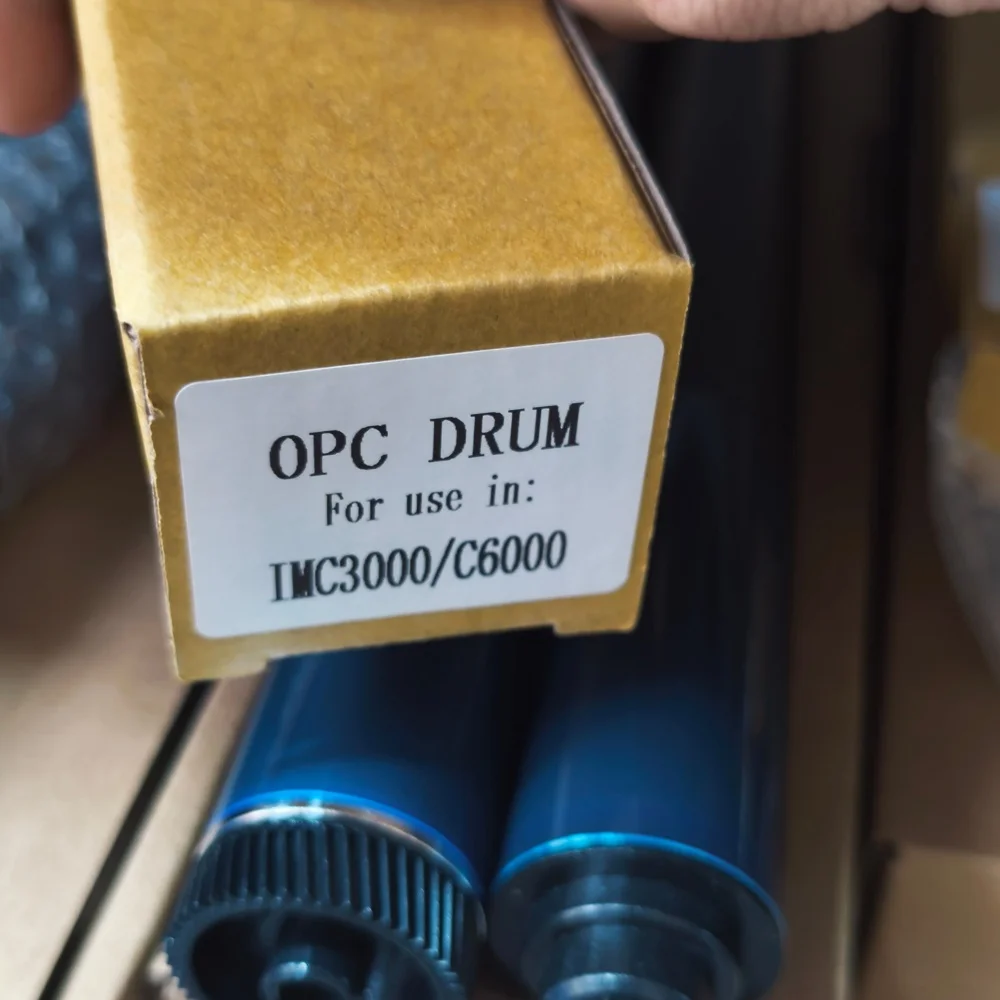 OPC DRUM
For use in:
IMC3000/C6000